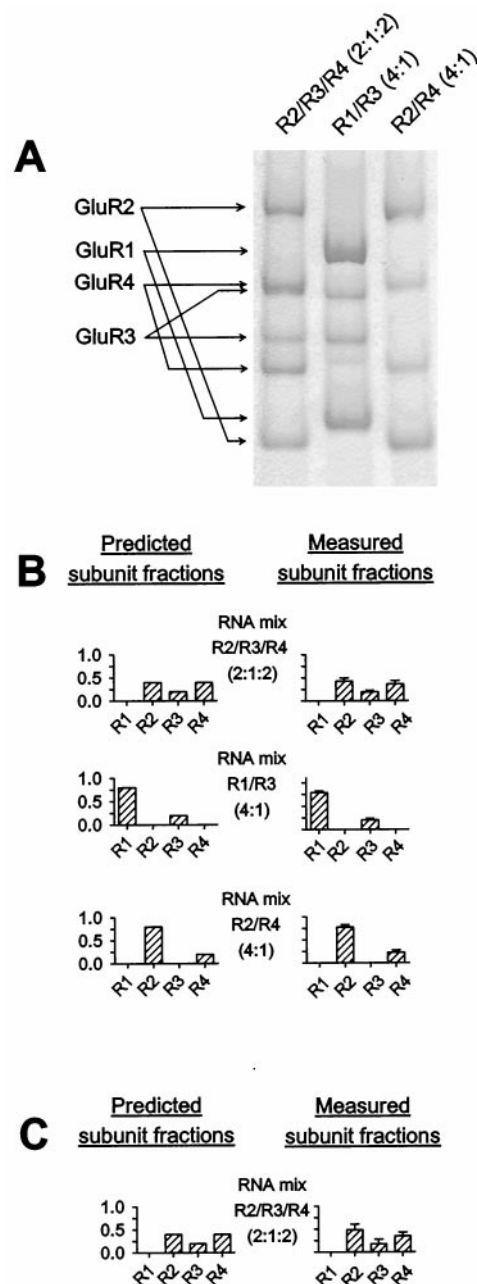 R2/R3/R4 (2:1:2)
R1/R3 (4:1)
R2/R4 (4:1)
A
GluR2
GluR1
GluR4
GluR3
B
Predicted
subunit fractions
Measured
subunit fractions
RNA mix
R2/R3/R4
(2:1:2)
1.0
0.5
0.0
R1
R2
R3
R4
R1
R2
R3
R4
RNA mix
R1/R3
(4:1)
1.0
0.5
0.0
R1
R2
R3
R4
R1
R2
R3
R4
RNA mix
R2/R4
(4:1)
1.0
0.5
0.0
R1
R2
R3
R4
R1
R2
R3
R4
C
Predicted
subunit fractions
Measured
subunit fractions
RNA mix
R2/R3/R4
(2:1:2)
1.0
0.5
0.0
R1
R2
R3
R4
R1
R2
R3
R4